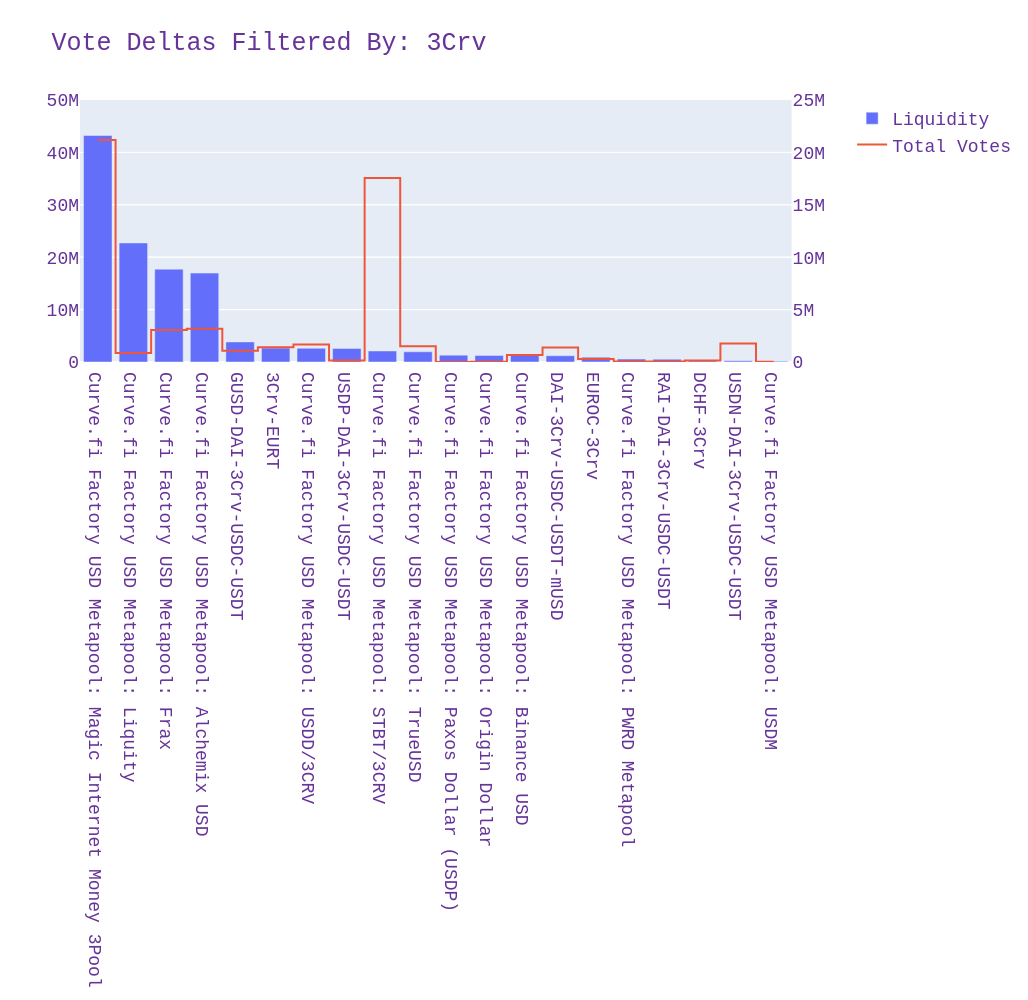 Vote Deltas Filtered By: 3Crv
50M
40M
30M
20M
10M
0
25M
20M
15M
10M
5M
0
Liquidity
Total Votes
Curve.fi Factory USD Metapool: Magic Internet Money 3Pool
Curve.fi Factory USD Metapool: Liquity
Curve.fi Factory USD Metapool: Frax
Curve.fi Factory USD Metapool: Alchemix USD
GUSD-DAI-3Crv-USDC-USDT
3Crv-EURT
Curve.fi Factory USD Metapool: USDD/3CRV
USDP-DAI-3Crv-USDC-USDT
Curve.fi Factory USD Metapool: STBT/3CRV
Curve.fi Factory USD Metapool: TrueUSD
Curve.fi Factory USD Metapool: Paxos Dollar (USDP)
Curve.fi Factory USD Metapool: Origin Dollar
Curve.fi Factory USD Metapool: Binance USD
DAI-3Crv-USDC-USDT-mUSD
EUROC-3Crv
Curve.fi Factory USD Metapool: PWRD Metapool
RAI-DAI-3Crv-USDC-USDT
DCHF-3Crv
USDN-DAI-3Crv-USDC-USDT
Curve.fi Factory USD Metapool: USDM